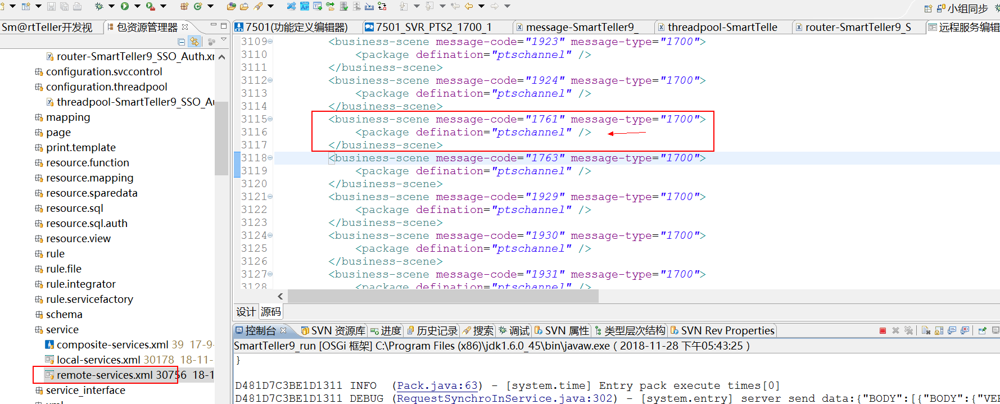 小组同步
Sm@rtTeller开发视
包资源管理器
7501(功能定义编辑器)
7501_SVR_PTS2_1700_1
message-SmartTeller9_
threadpool-SmartTelle
router-SmartTeller9_S
远程服务编辑
router-SmartTeller9_SSO_Auth.xr
configuration.svccontrol
configuration.threadpool
threadpool-SmartTeller9_SSO_Au
mapping
page
print.template
resource.function
resource.mapping
resource.sparedata
resource.sql
resource.sql.auth
resource.view
rule
rule.file
rule.integrator
rule.servicefactory
schema
service
composite-services.xml 39 17-9-
local-services.xml 30178 18-11-
remote-services.xml 30756 18-1
service_interface
3109 <business-scene message-code="1923" message-type="1700">
3110 <package defination="ptschannel" />
3111 </business-scene>
3112 <business-scene message-code="1924" message-type="1700">
3113 <package defination="ptschannel" />
3114 </business-scene>
3115 <business-scene message-code="1761" message-type="1700">
3116 <package defination="ptschannel" />
3117 </business-scene>
3118 <business-scene message-code="1763" message-type="1700">
3119 <package defination="ptschannel" />
3120 </business-scene>
3121 <business-scene message-code="1929" message-type="1700">
3122 <package defination="ptschannel" />
3123 </business-scene>
3124 <business-scene message-code="1930" message-type="1700">
3125 <package defination="ptschannel" />
3126 </business-scene>
3127 <business-scene message-code="1931" message-type="1700">
3128 <package defination="ptschannel" />
设计 源码
控制台 SVN 资源库 进度 历史记录 搜索 调试 SVN 属性 类型层次结构 SVN Rev Properties
SmartTeller9_run [OSGi 框架] C:\Program Files (x86)\jdk1.6.0_45\bin\javaw.exe ( 2018-11-28 下午05:43:25 )
}
D481D7C3BE1D1311 INFO (Pack.java:63) - [system.time] Entry pack execute times[0]
D481D7C3BE1D1311 DEBUG (RequestSynchroInService.java:302) - [system.entry] server send data:{"BODY":[{"BODY":{"VER